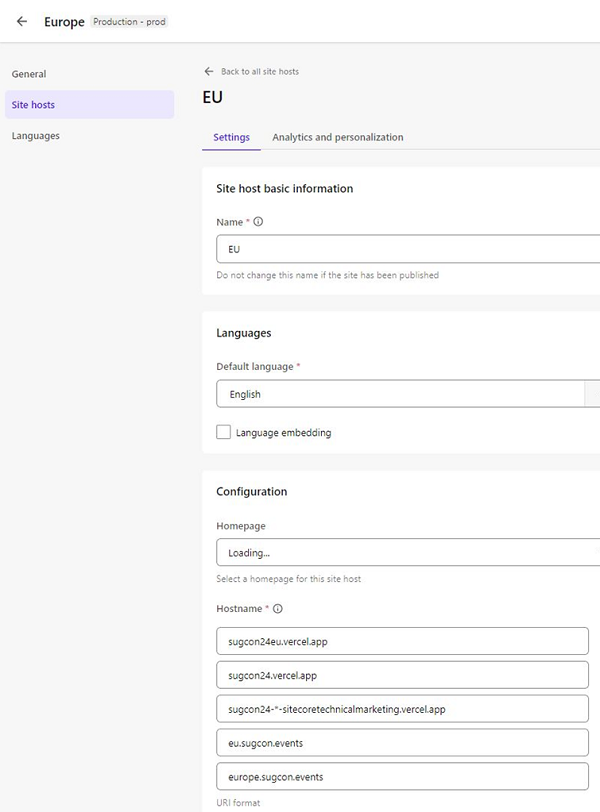 Europe Production - prod
General
Site hosts
Languages
Back to all site hosts
EU
Settings Analytics and personalization
Site host basic information
Name *
EU
Do not change this name if the site has been published
Languages
Default language *
English
Language embedding
Configuration
Homepage
Loading...
Select a homepage for this site host
Hostname *
sugcon24eu.vercel.app
sugcon24.vercel.app
sugcon24-*-sitecoretechnicalmarketing.vercel.app
eu.sugcon.events
europe.sugcon.events
URI format